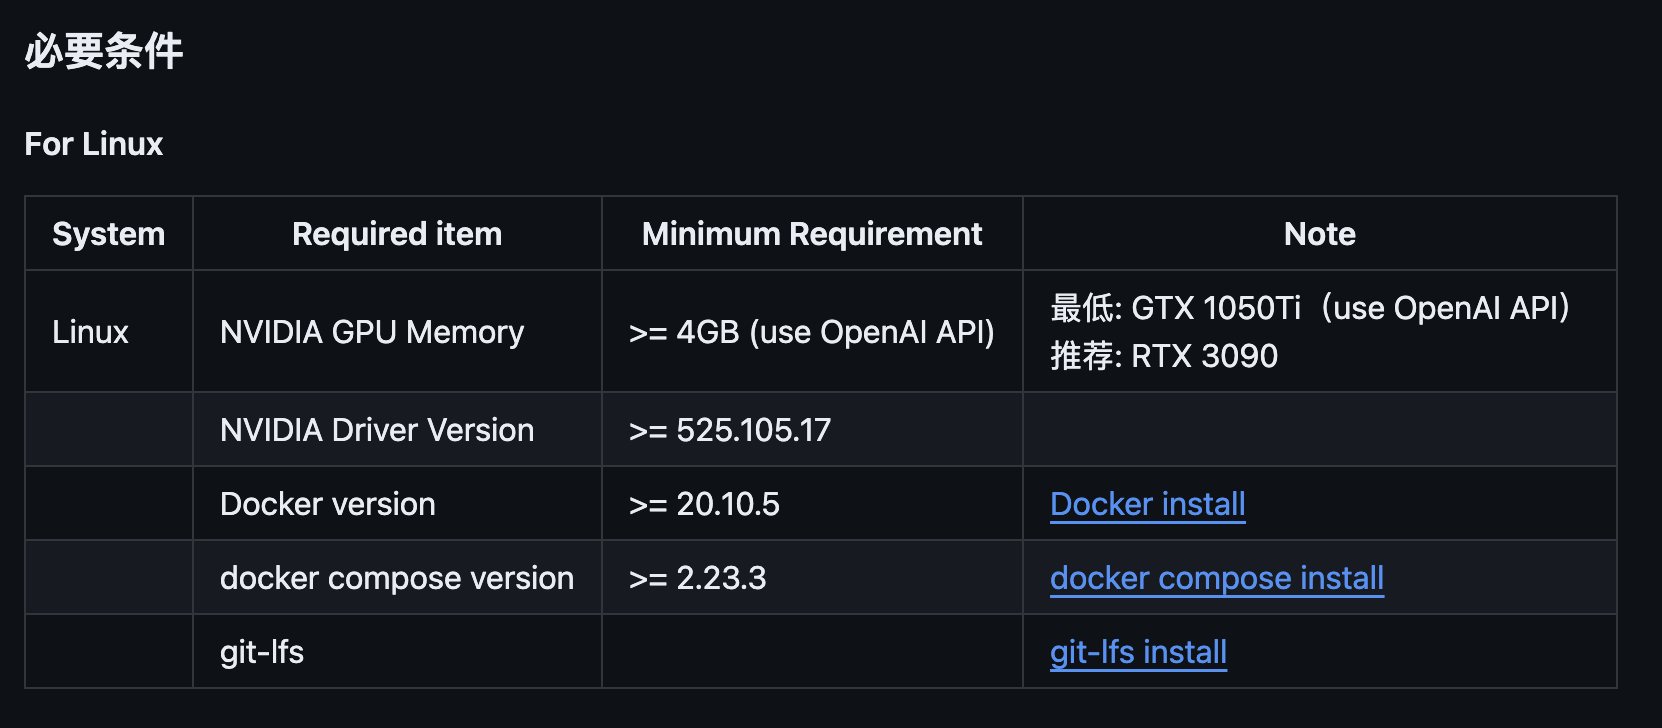 必要条件
For Linux
System Required item Minimum Requirement Note
Linux NVIDIA GPU Memory >= 4GB (use OpenAI API) 最低: GTX 1050Ti（use OpenAI API)
推荐: RTX 3090
NVIDIA Driver Version >= 525.105.17
Docker version >= 20.10.5 Docker install
docker compose version >= 2.23.3 docker compose install
git-lfs git-lfs install